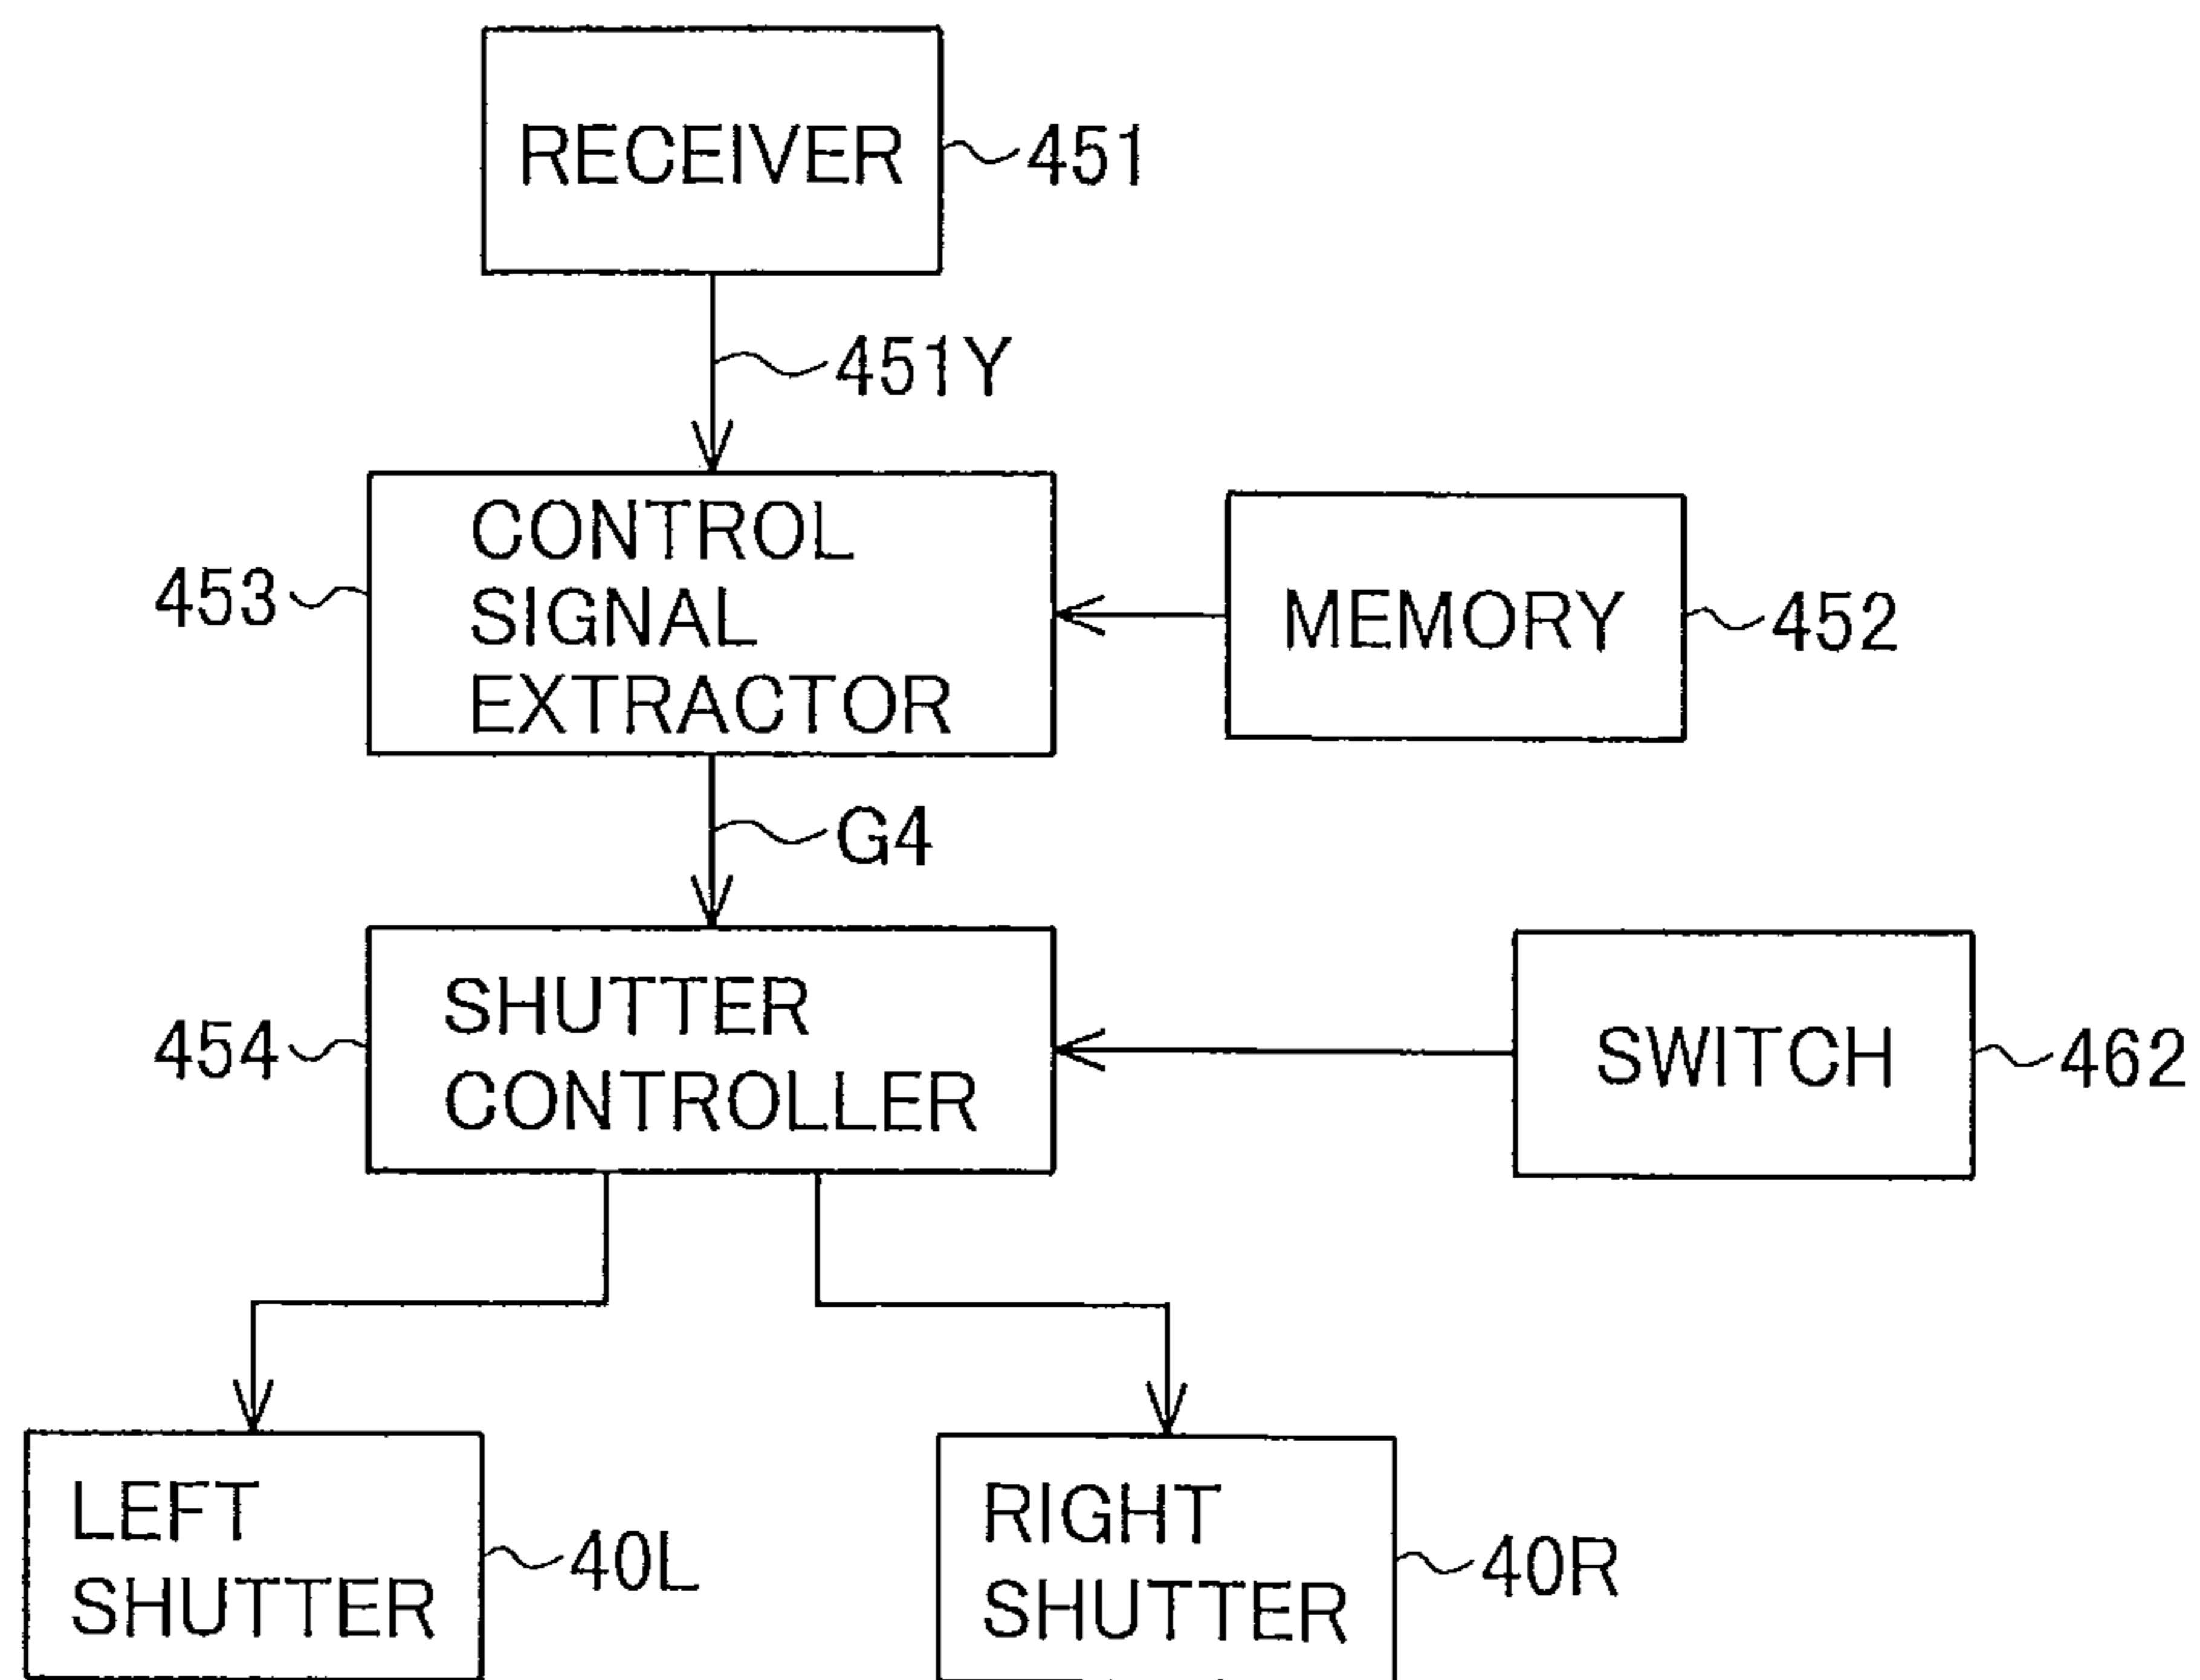 RECEIVER
451
451Y
CONTROL
SIGNAL
EXTRACTOR
453
MEMORY
452
G4
SHUTTER
CONTROLLER
454
SWITCH
462
LEFT
SHUTTER
40L
RIGHT
SHUTTER
40R